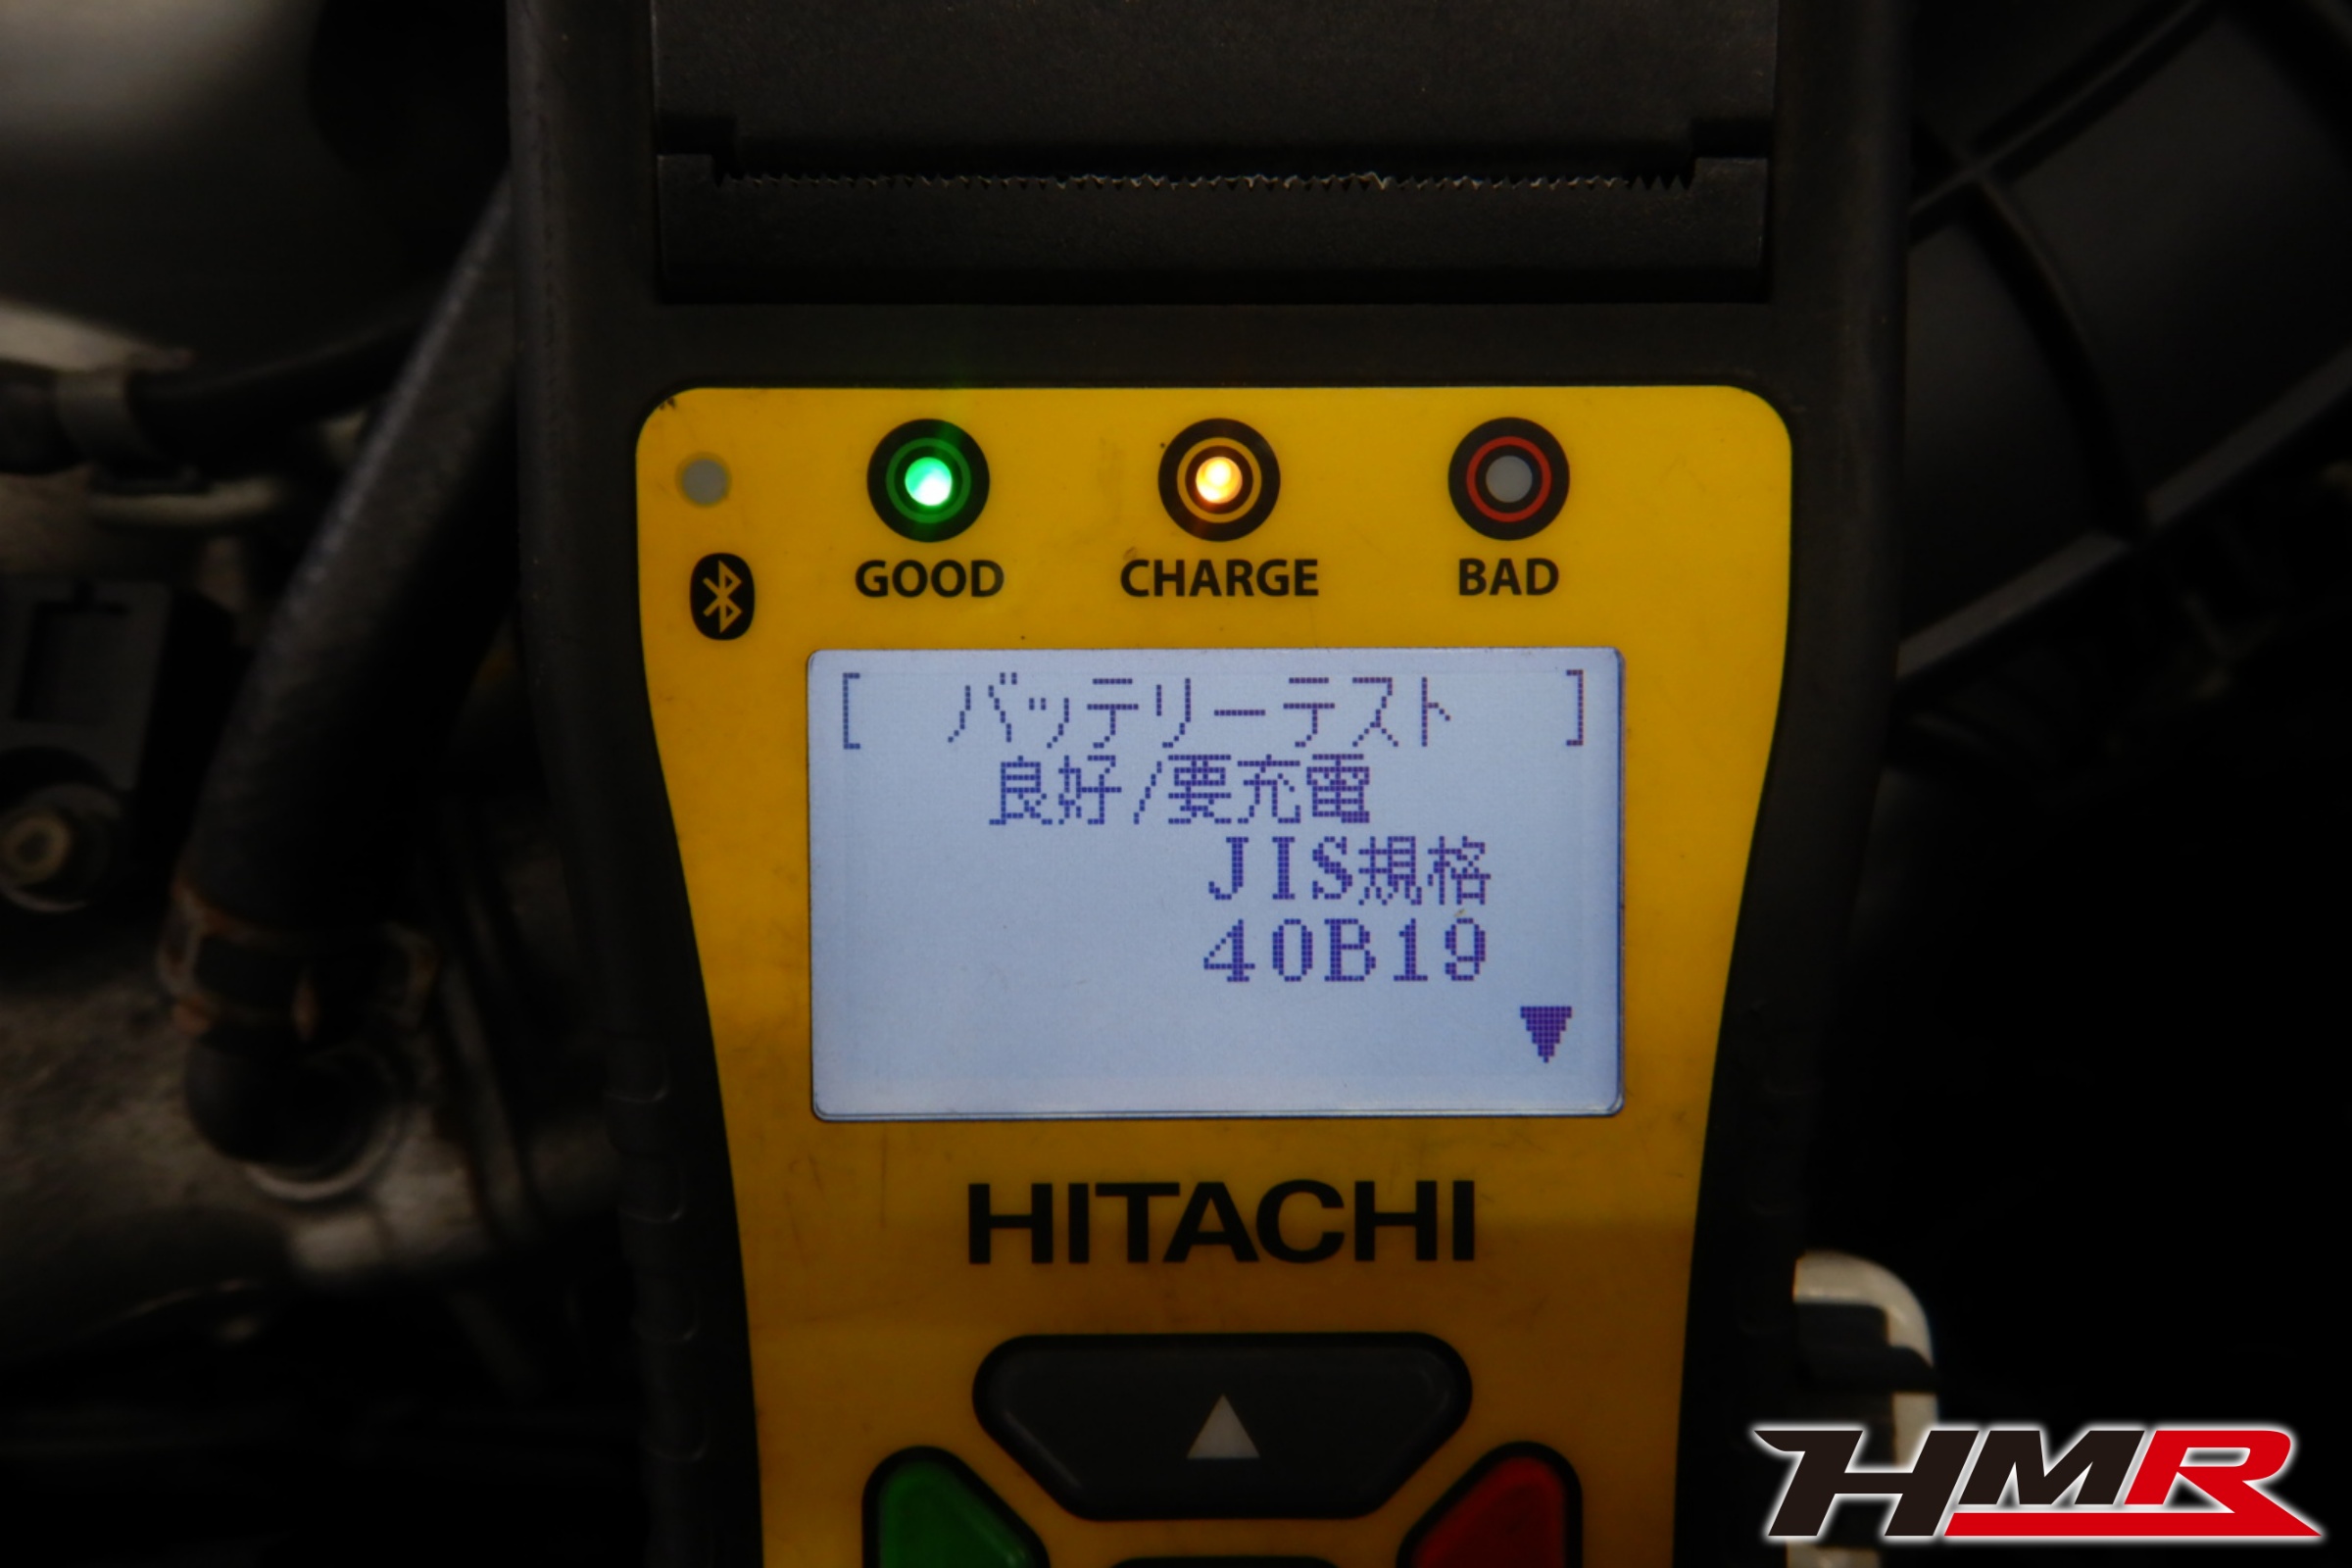 GOOD CHARGE BAD
[ バッテリーテスト ]
良好/要充電
JIS規格
40B19
HITACHI
HMR